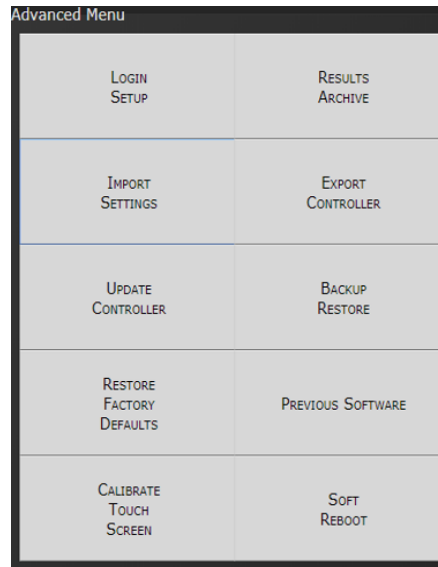 Advanced Menu
Login
Setup
Results
Archive
Import
Settings
Export
Controller
Update
Controller
Backup
Restore
Restore
Factory
Defaults
Previous Software
Calibrate
Touch
Screen
Soft
Reboot